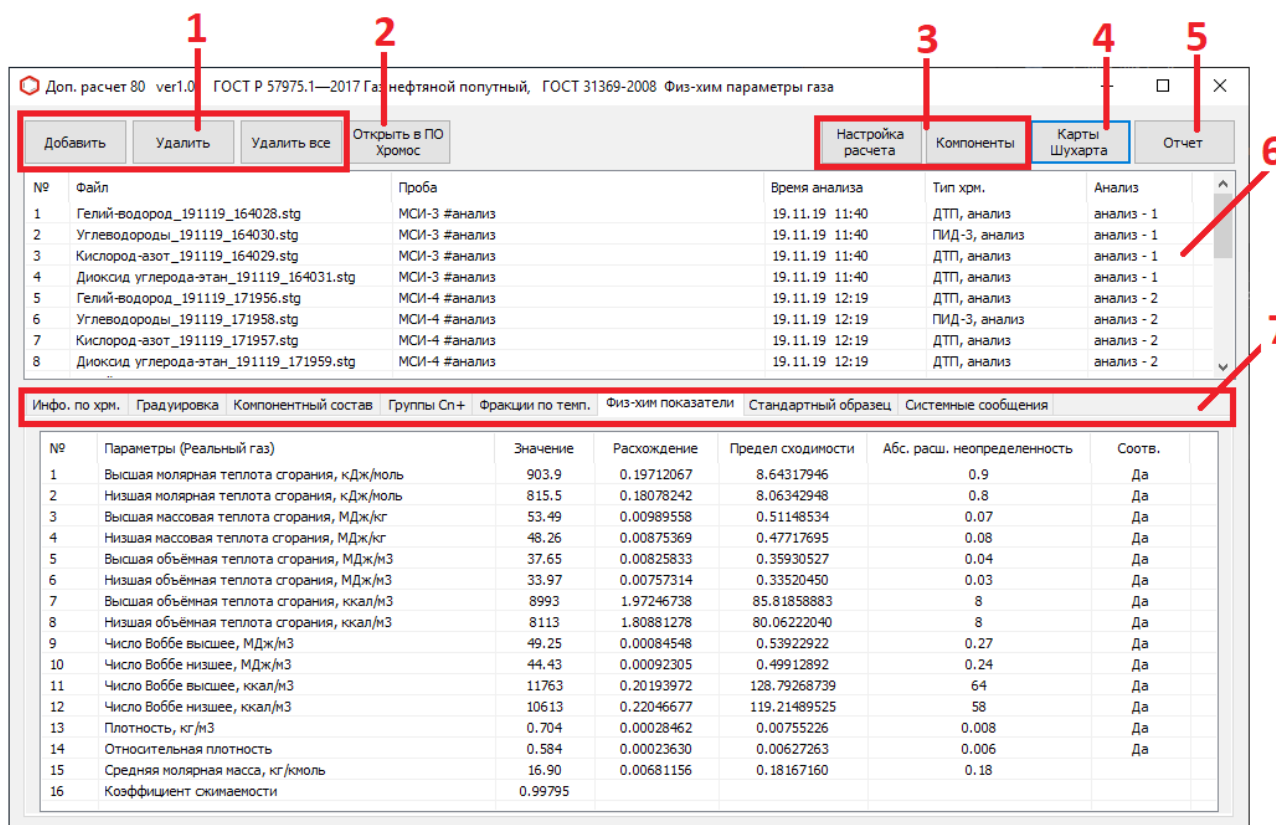 1 2 3 4 5
Доп. расчет 80 ver1.0 ГОСТ Р 57975.1—2017 Газ нефтяной попутный, ГОСТ 31369-2008 Физ-хим параметры газа
Добавить Удалить Удалить все Открыть в ПО Хромос Настройка расчета Компоненты Карты Шухарта Отчет
6
№ Файл Проба Время анализа Тип хрм. Анализ
1 Гелий-водород_191119_164028.stg МСИ-3 #анализ 19.11.19 11:40 ДТП, анализ анализ - 1
2 Углеводороды_191119_164030.stg МСИ-3 #анализ 19.11.19 11:40 ПИД-3, анализ анализ - 1
3 Кислород-азот_191119_164029.stg МСИ-3 #анализ 19.11.19 11:40 ДТП, анализ анализ - 1
4 Диоксид углерода-этан_191119_164031.stg МСИ-3 #анализ 19.11.19 11:40 ДТП, анализ анализ - 1
5 Гелий-водород_191119_171956.stg МСИ-4 #анализ 19.11.19 12:19 ДТП, анализ анализ - 2
6 Углеводороды_191119_171958.stg МСИ-4 #анализ 19.11.19 12:19 ПИД-3, анализ анализ - 2
7 Кислород-азот_191119_171957.stg МСИ-4 #анализ 19.11.19 12:19 ДТП, анализ анализ - 2
8 Диоксид углерода-этан_191119_171959.stg МСИ-4 #анализ 19.11.19 12:19 ДТП, анализ анализ - 2
7
Инфо. по хрм. Градуировка Компонентный состав Группы Cn+ Фракции по темп. Физ-хим показатели Стандартный образец Системные сообщения
№ Параметры (Реальный газ) Значение Расхождение Предел сходимости Абс. расш. неопределенность Соотв.
1 Высшая молярная теплота сгорания, кДж/моль 903.9 0.19712067 8.64317946 0.9 Да
2 Низшая молярная теплота сгорания, кДж/моль 815.5 0.18078242 8.06342948 0.8 Да
3 Высшая массовая теплота сгорания, МДж/кг 53.49 0.00989558 0.51148534 0.07 Да
4 Низшая массовая теплота сгорания, МДж/кг 48.26 0.00875369 0.47717695 0.08 Да
5 Высшая объёмная теплота сгорания, МДж/м3 37.65 0.00825833 0.35930527 0.04 Да
6 Низшая объёмная теплота сгорания, МДж/м3 33.97 0.00757314 0.33520450 0.03 Да
7 Высшая объёмная теплота сгорания, ккал/м3 8993 1.97246738 85.81858883 8 Да
8 Низшая объёмная теплота сгорания, ккал/м3 8113 1.80881278 80.06222040 8 Да
9 Число Воббе высшее, МДж/м3 49.25 0.00084548 0.53922922 0.27 Да
10 Число Воббе низшее, МДж/м3 44.43 0.00092305 0.49912892 0.24 Да
11 Число Воббе высшее, ккал/м3 11763 0.20193972 128.79268739 64 Да
12 Число Воббе низшее, ккал/м3 10613 0.22046677 119.21489525 58 Да
13 Плотность, кг/м3 0.704 0.00028462 0.00755226 0.008 Да
14 Относительная плотность 0.584 0.00023630 0.00627263 0.006 Да
15 Средняя молярная масса, кг/кмоль 16.90 0.00681156 0.18167160 0.18
16 Коэффициент сжимаемости 0.99795